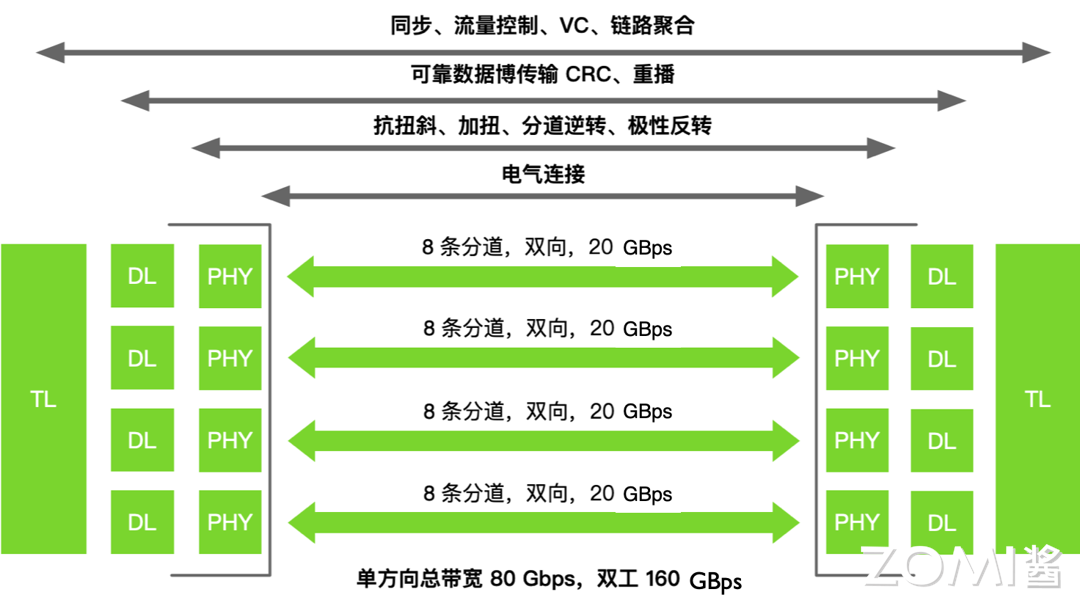 同步、流量控制、VC、链路聚合
可靠数据博传输 CRC、重播
抗扭斜、加扭、分道逆转、极性反转
电气连接
8 条分道，双向，20 GBps
DL PHY PHY DL
8 条分道，双向，20 GBps
DL PHY PHY DL
TL TL
8 条分道，双向，20 GBps
DL PHY PHY DL
8 条分道，双向，20 GBps
DL PHY PHY DL
ZOMI酱
单方向总带宽 80 Gbps，双工 160 GBps